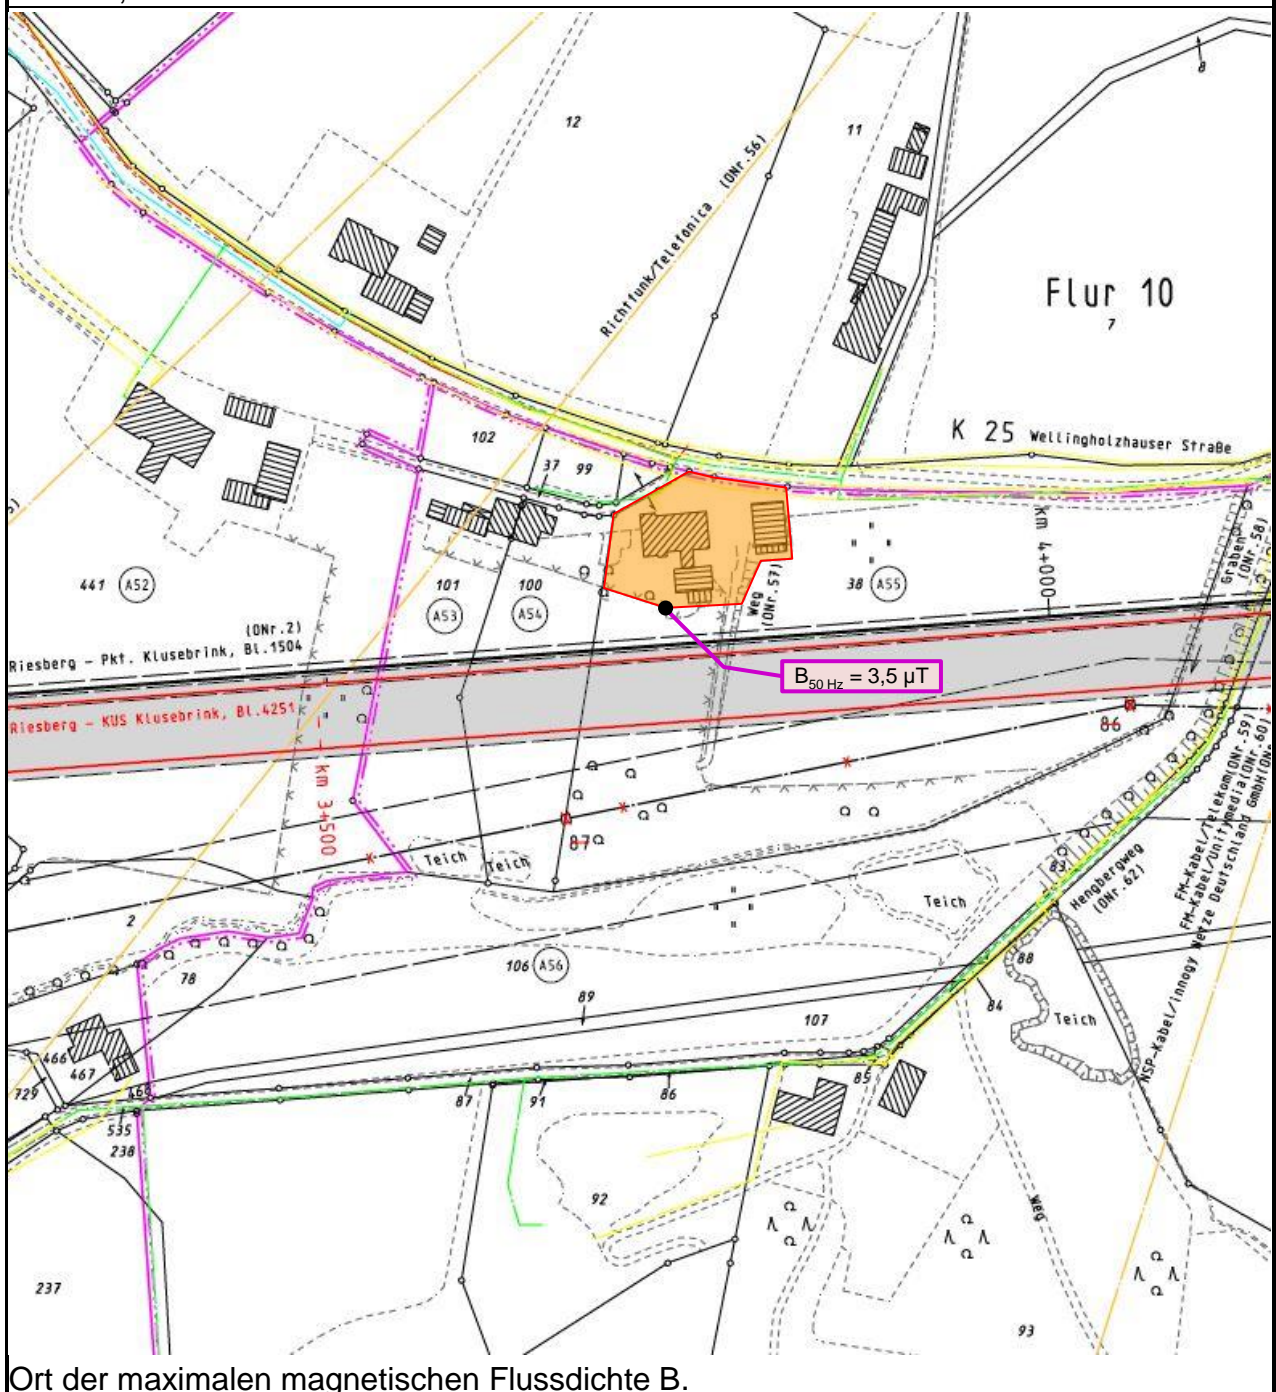 12
11
8
Richtfunk/Telefonica (ONr.56)
Flur 10
7
K 25 Wellingholzhauser Straße
102
37
99
km 4+000
Graben
(ONr.58)
441
A52
101
A53
100
A54
Weg
(ONr.57)
38
A55
(ONr.2)
Riesberg – Pkt. Klusebrink, Bl.1504
B50 Hz = 3,5 µT
Riesberg – KUS Klusebrink, Bl.4251
86
km 3+500
87
Teich
Teich
FM-Kabel/Telekom(ONr.59)
FM-Kabel/Unitymedia(ONr.60)
NSP-Kabel/innogy Netze Deutschland GmbH(ON
83
Hengbergweg
(ONr.62)
Teich
2
78
106
A56
88
89
84
107
Teich
466
467
729
468
535
238
87
91
86
85
92
Weg
237
93
Ort der maximalen magnetischen Flussdichte B.